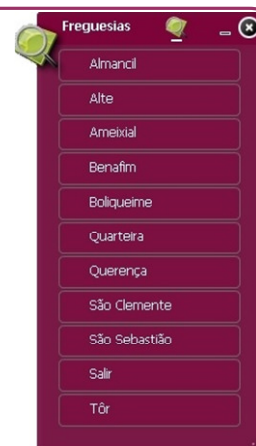 Freguesias
Almancil
Alte
Ameixial
Benafim
Boliqueime
Quarteira
Querença
São Clemente
São Sebastião
Salir
Tôr